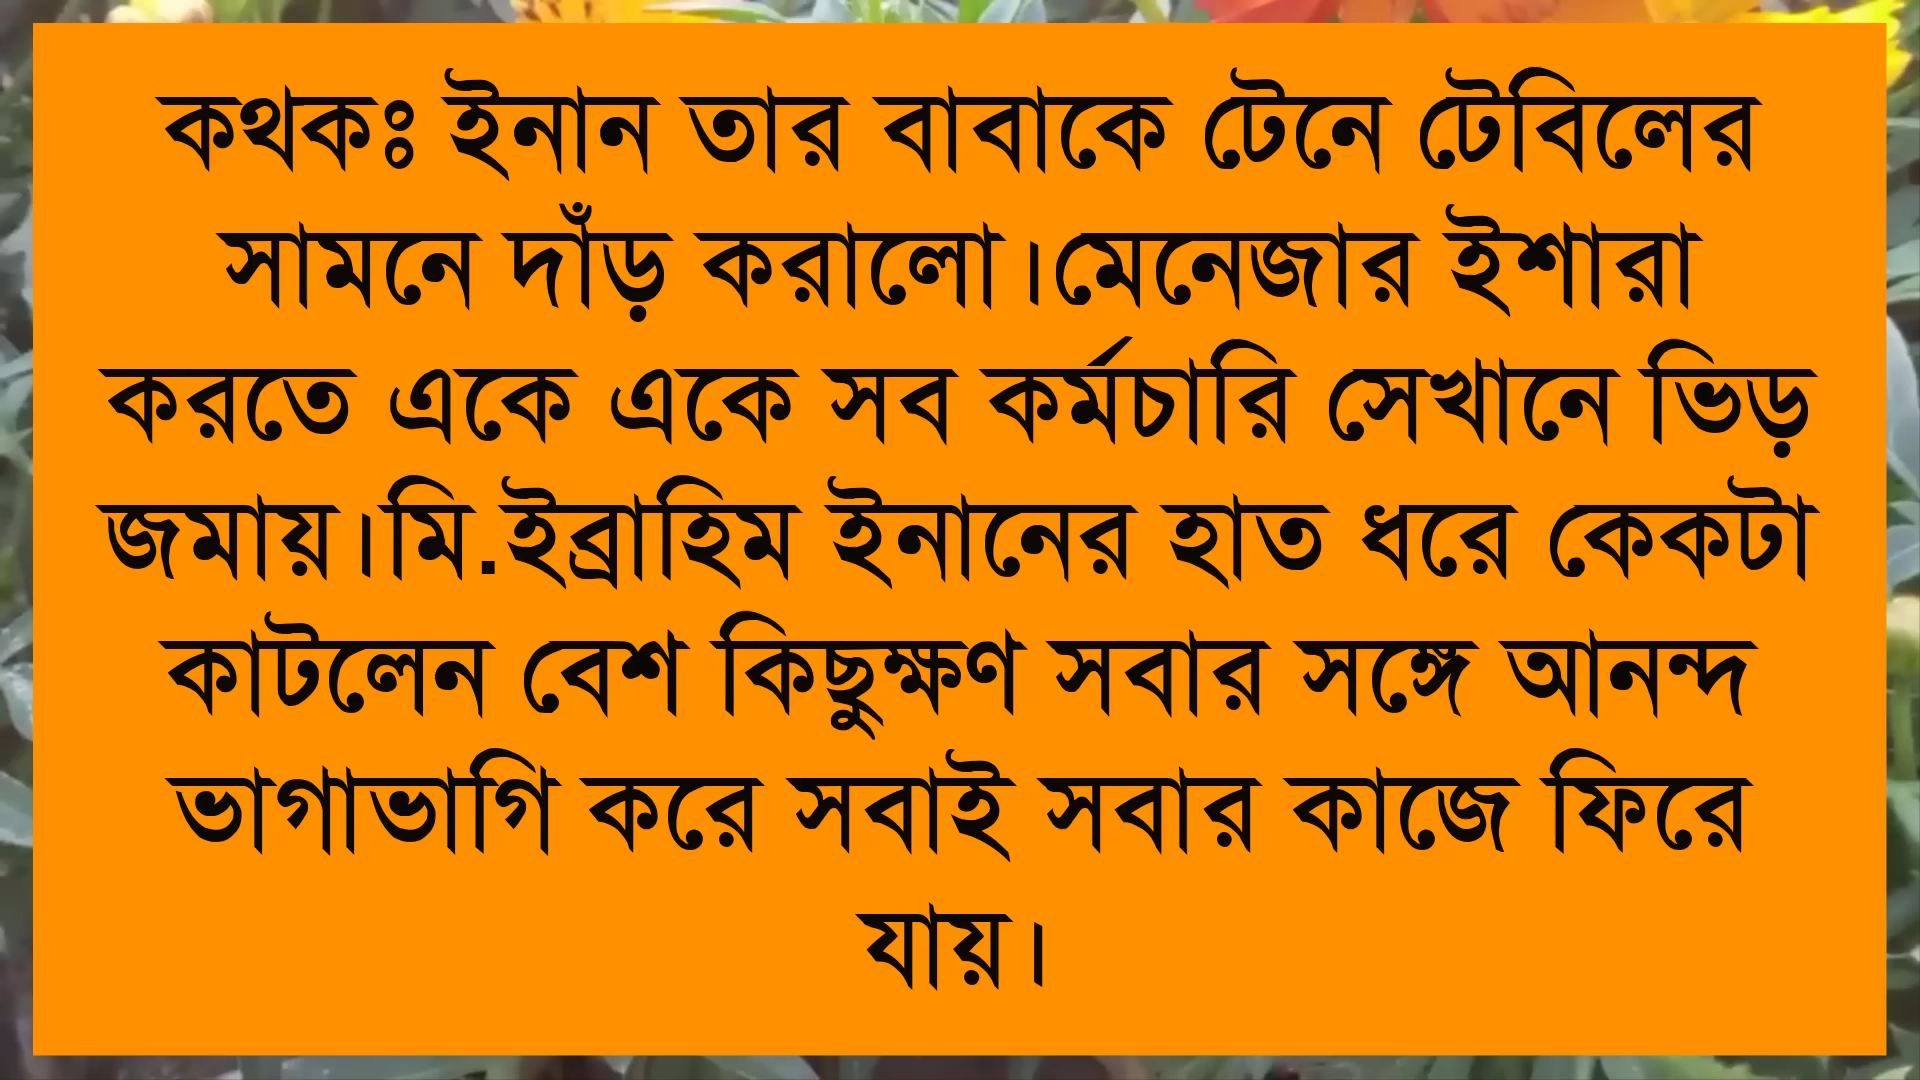 কথকঃ ইনান তার বাবাকে টেনে টেবিলের
সামনে দাঁড় করালো।মেনেজার ইশারা
করতে একে একে সব কর্মচারি সেখানে ভিড়
জমায়।মি.ইব্রাহিম ইনানের হাত ধরে কেকটা
কাটলেন বেশ কিছুক্ষণ সবার সঙ্গে আনন্দ
ভাগাভাগি করে সবাই সবার কাজে ফিরে
যায়।